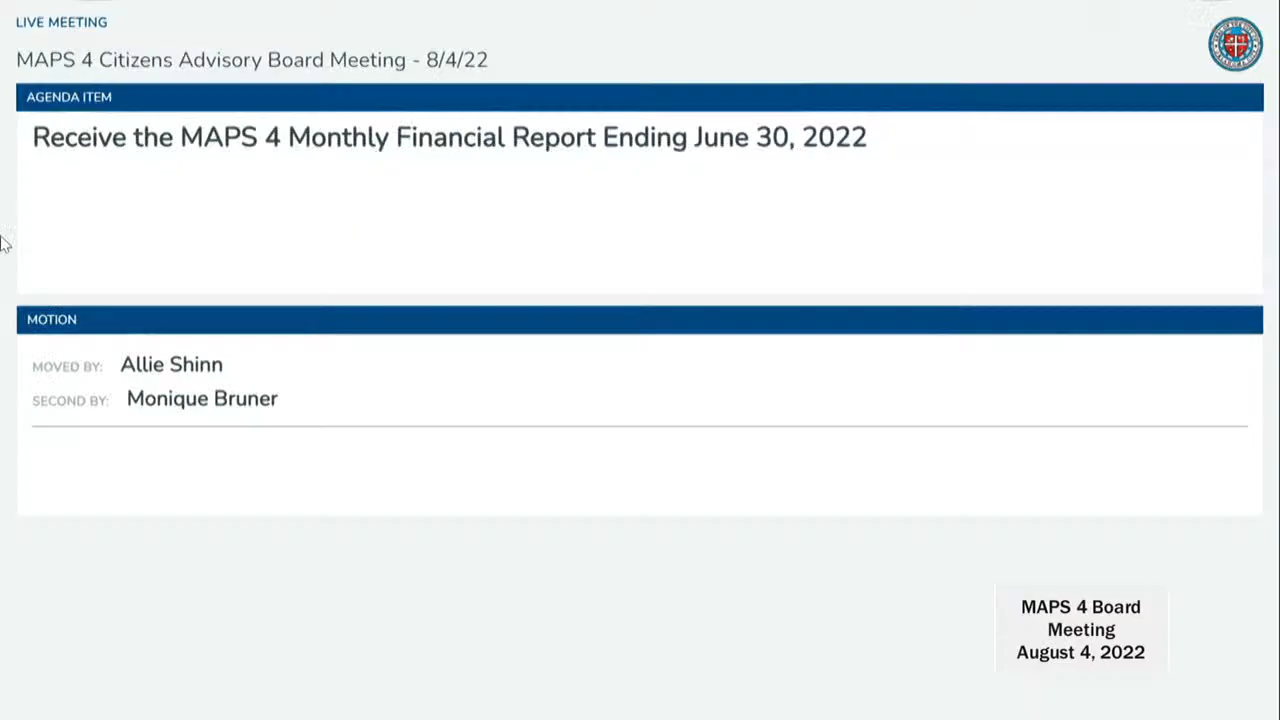 LIVE MEETING
MAPS 4 Citizens Advisory Board Meeting - 8/4/22
AGENDA ITEM
Receive the MAPS 4 Monthly Financial Report Ending June 30, 2022
MOTION
MOVED BY: Allie Shinn
SECOND BY: Monique Bruner
MAPS 4 Board
Meeting
August 4, 2022